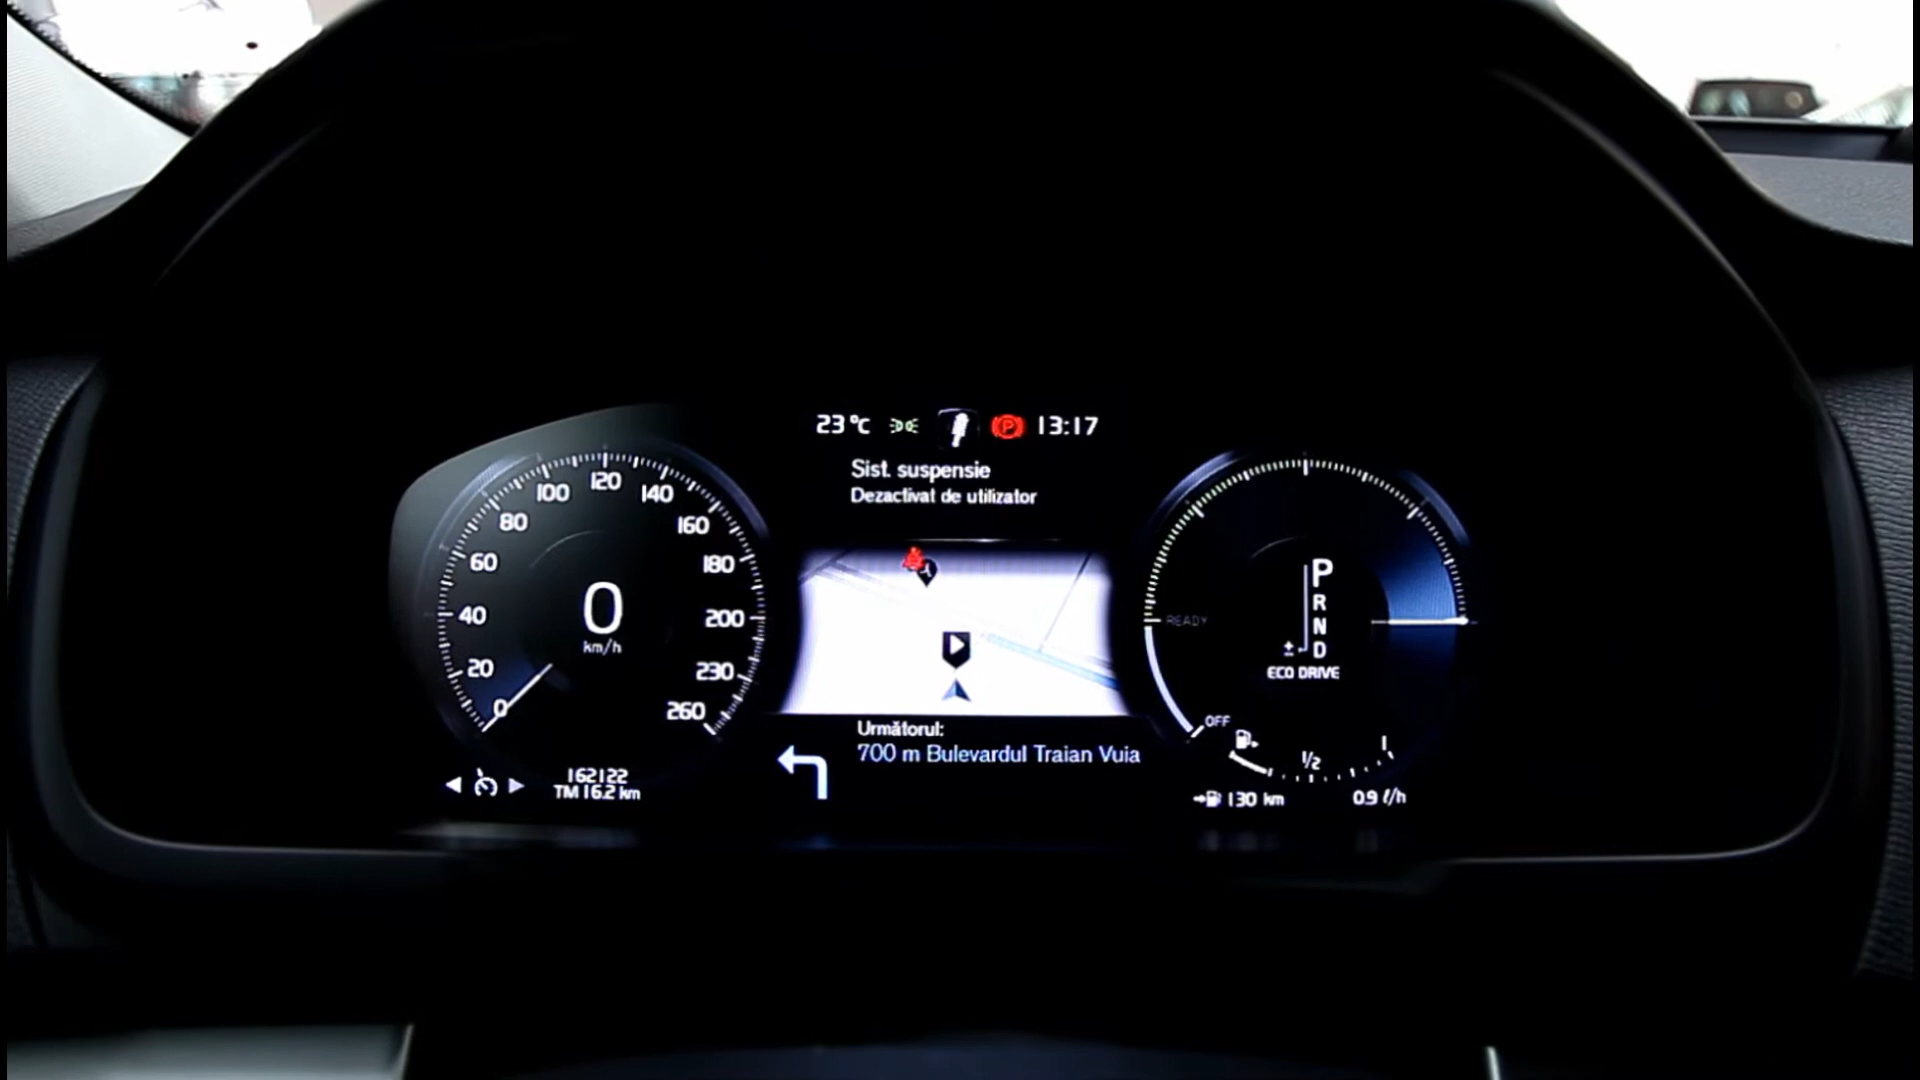 23 °C 13:17
Sist. suspensie
Dezactivat de utilizator
0
20
40
60
80
100
120
140
160
180
200
230
260
0
km/h
162122
TM 16.2 km
Următorul:
700 m Bulevardul Traian Vuia
READY
OFF
P
R
N
D
±
ECO DRIVE
1/2
1
130 km
0.9 ℓ/h
P